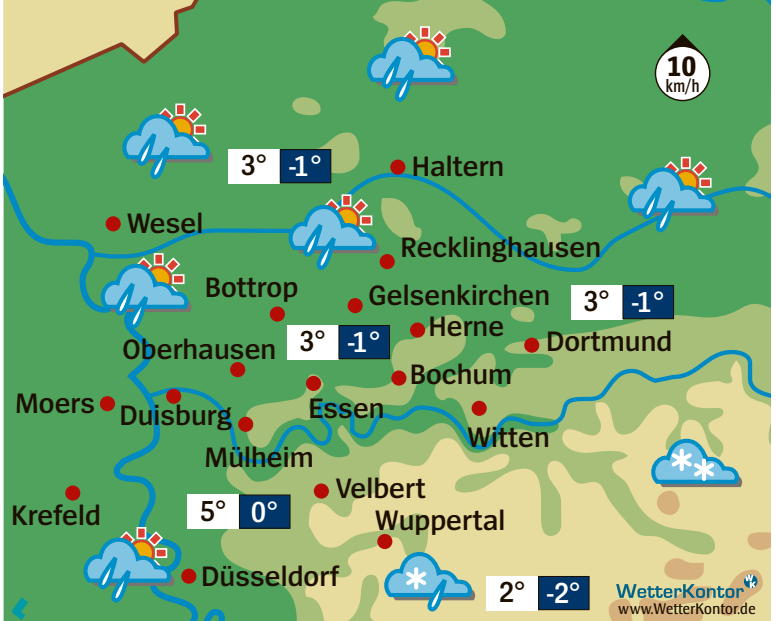 10
km/h
3° -1°
Haltern
Wesel
Recklinghausen
Bottrop
Gelsenkirchen
3° -1°
Herne
3° -1°
Dortmund
Oberhausen
Bochum
Moers
Duisburg
Essen
Witten
Mülheim
Velbert
Krefeld
5° 0°
Wuppertal
Düsseldorf
2° -2°
WetterKontor WK
www.WetterKontor.de